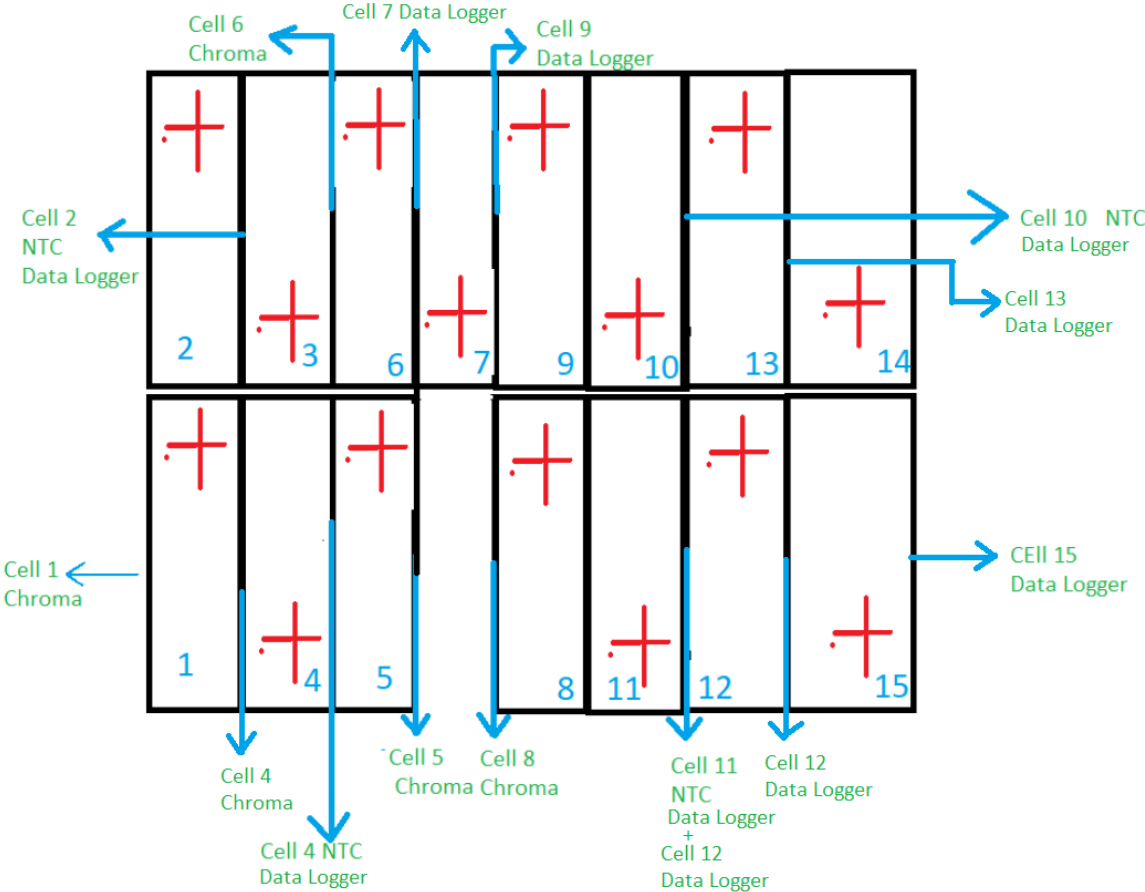 Cell 7 Data Logger
Cell 6
Chroma
Cell 9
Data Logger
Cell 2
NTC
Data Logger
Cell 10 NTC
Data Logger
Cell 13
Data Logger
2
3
6
7
9
10
13
14
Cell 1
Chroma
CEll 15
Data Logger
1
4
5
8
11
12
15
Cell 4
Chroma
Cell 4 NTC
Data Logger
Cell 5
Chroma
Cell 8
Chroma
Cell 11
NTC
Data Logger
+
Cell 12
Data Logger
Cell 12
Data Logger